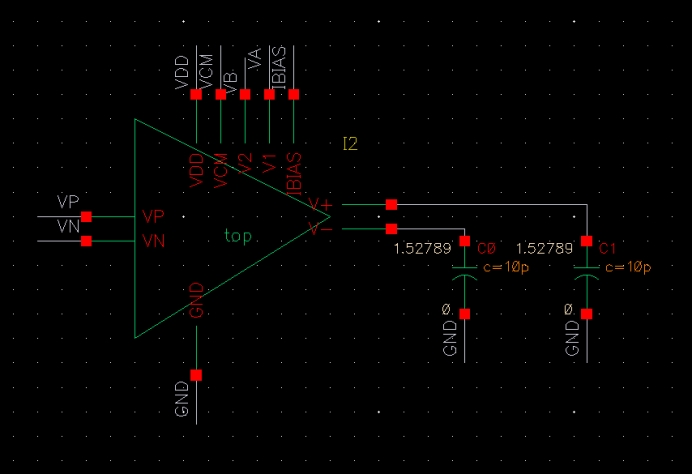 VDD
VCM
VB
VA
IBIAS
I2
VDD
VCM
V2
V1
IBIAS
VP
VN
VP
VN
top
V+
V-
GND
GND
1.52789
C0
c=10p
0
GND
1.52789
C1
c=10p
0
GND